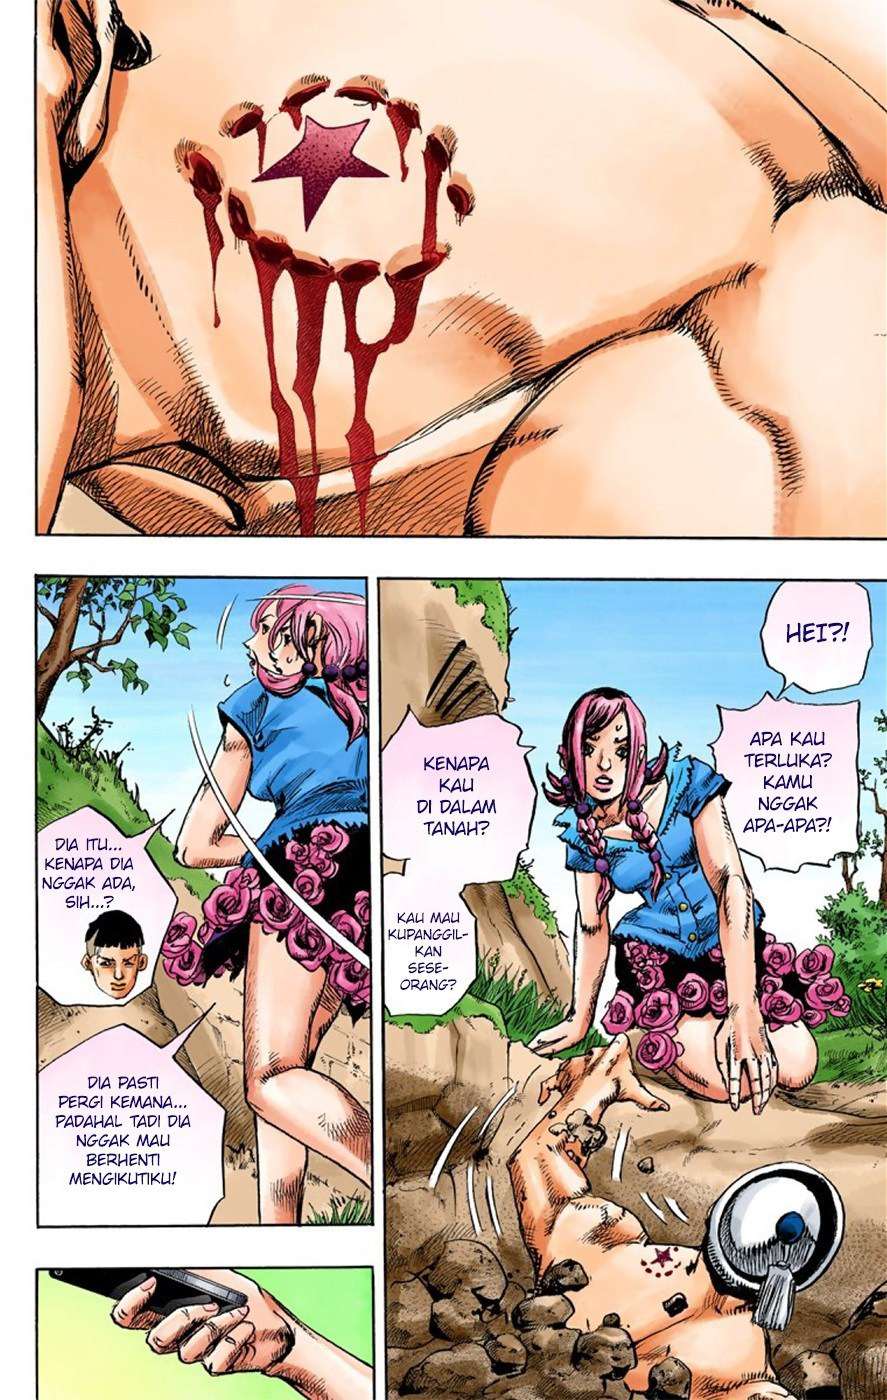 HEI?!
APA KAU
TERLUKA?
KAMU
NGGAK
APA-APA?!
KENAPA
KAU
DI DALAM
TANAH?
KAU MAU
KUPANGGIL-
KAN
SESE-
ORANG?
DIA ITU...
KENAPA DIA
NGGAK ADA,
SIH...?
DIA PASTI
PERGI KEMANA...
PADAHAL TADI DIA
NGGAK MAU
BERHENTI
MENGIKUTIKU!